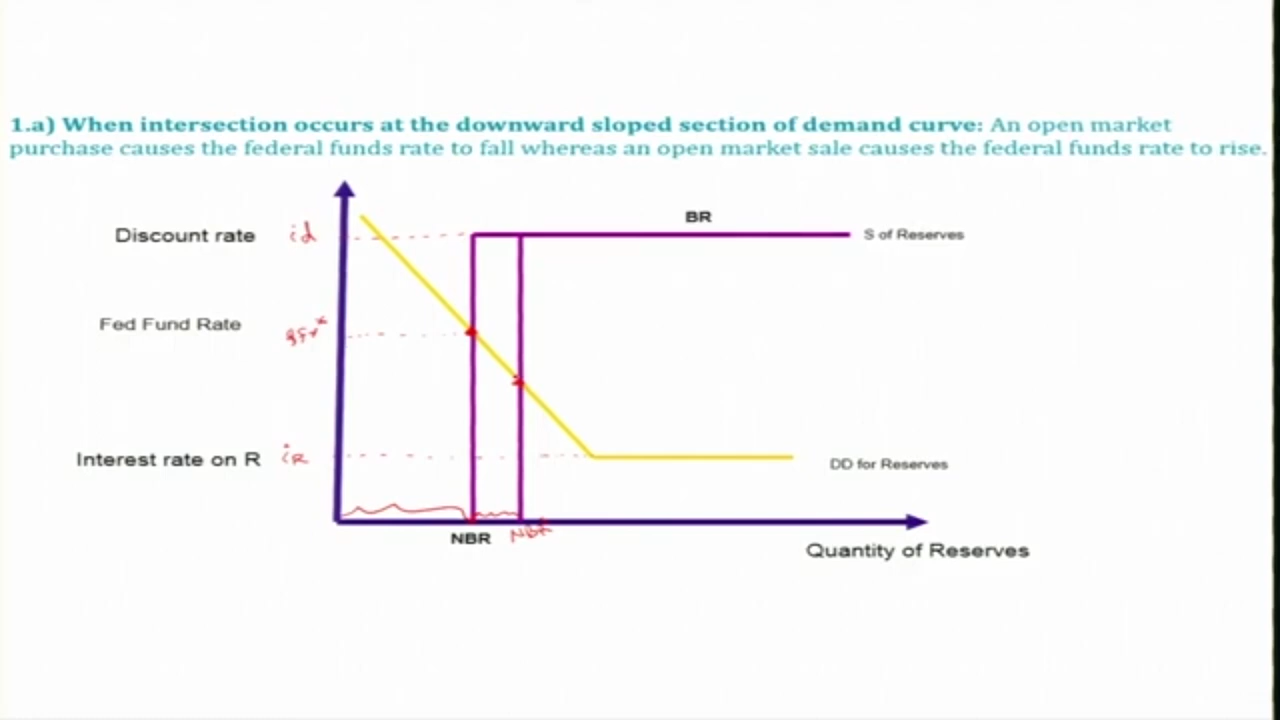 1.a) When intersection occurs at the downward sloped section of demand curve: An open market
purchase causes the federal funds rate to fall whereas an open market sale causes the federal funds rate to rise.
BR
Discount rate id
S of Reserves
Fed Fund Rate
Interest rate on R iR
DD for Reserves
NBR NBR
Quantity of Reserves